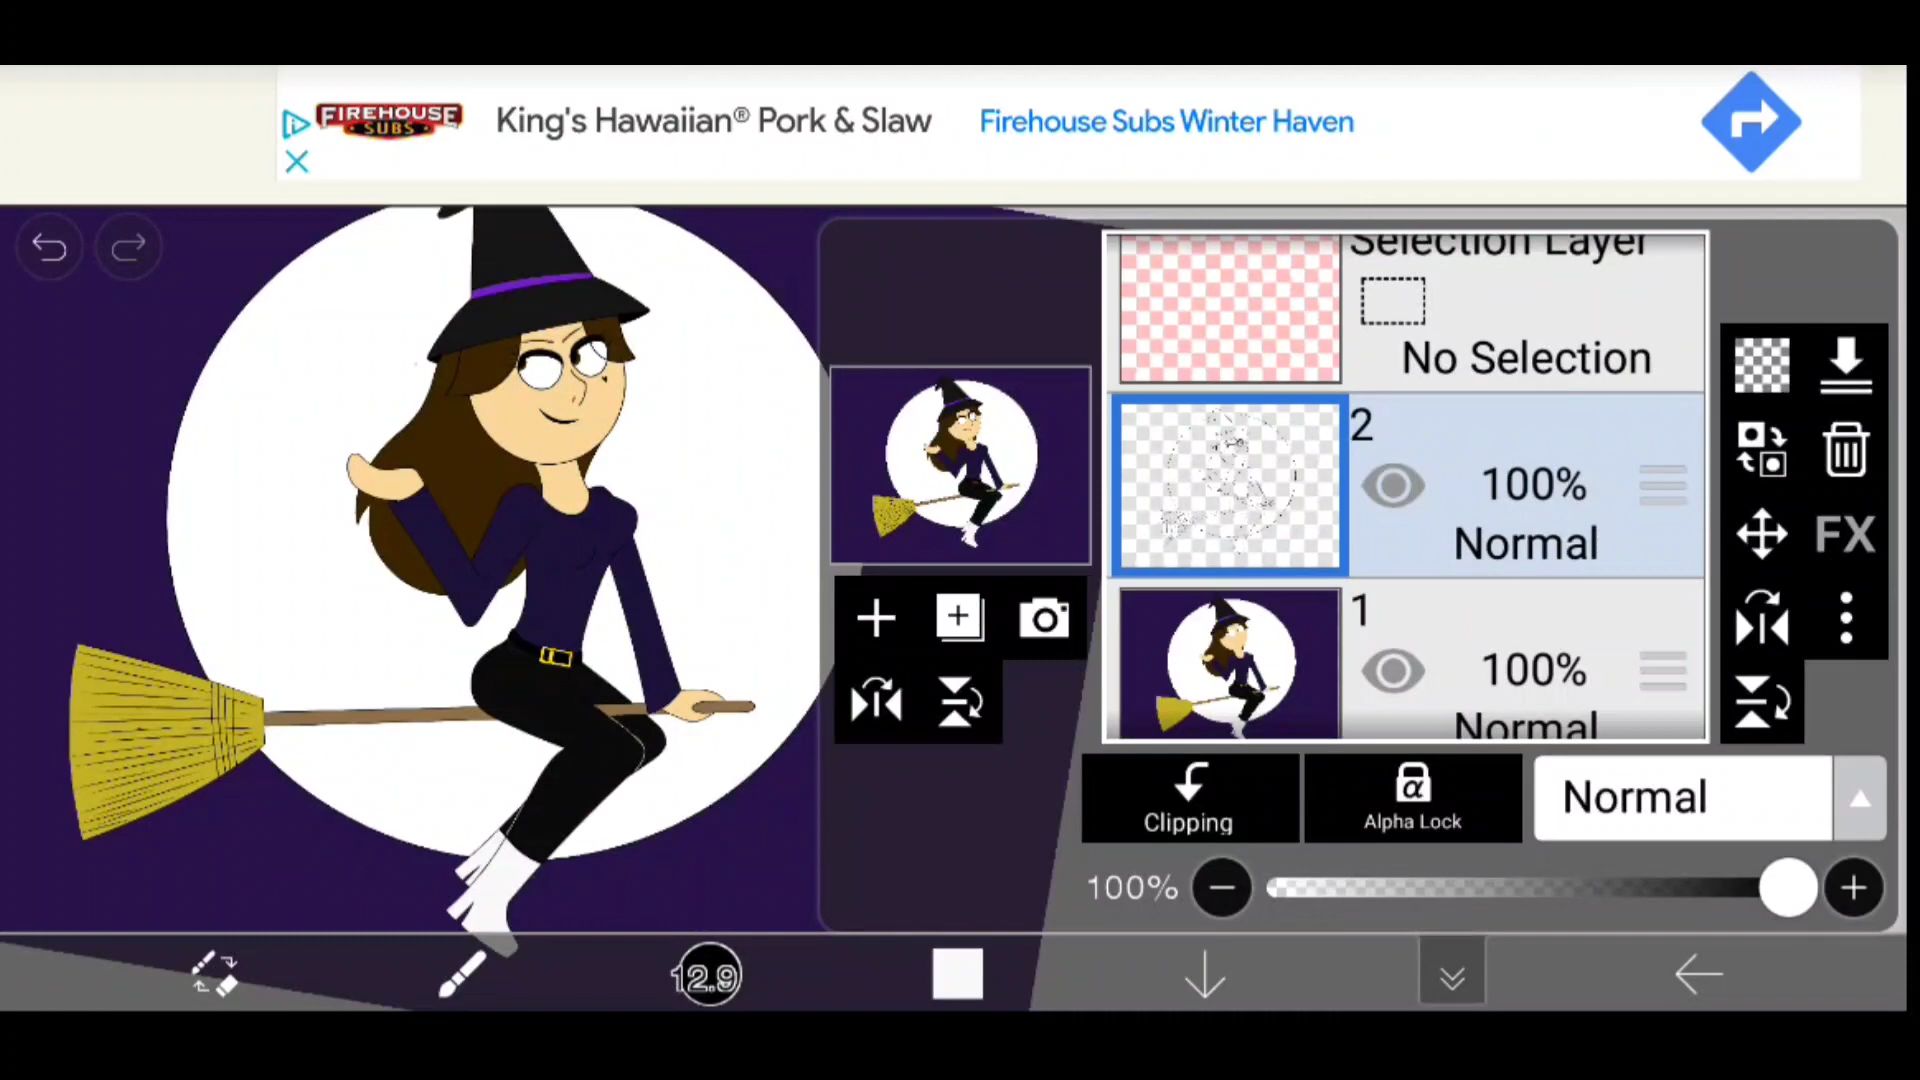 FIREHOUSE
SUBS
King's Hawaiian® Pork & Slaw
Firehouse Subs Winter Haven
Selection Layer
No Selection
2
100%
Normal
FX
1
100%
Normal
Clipping
α
Alpha Lock
Normal
100%
12.9